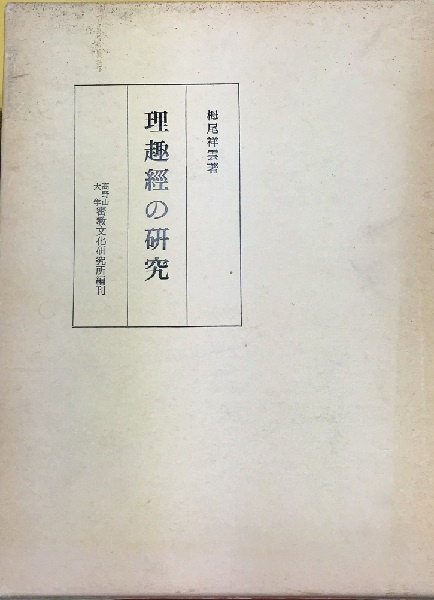 栂尾祥雲著
理趣經の研究
高野山大学密教文化研究所編刊